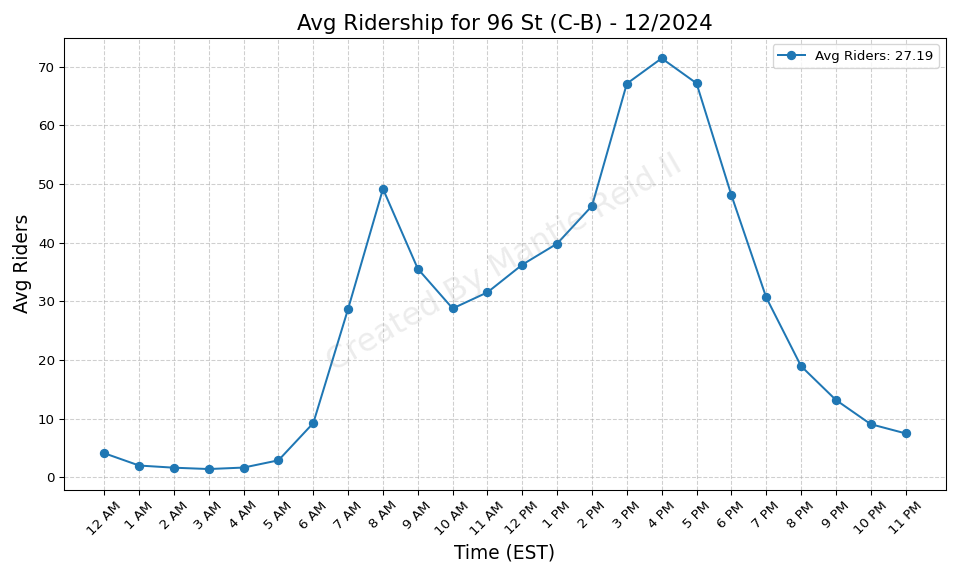 Avg Ridership for 96 St (C-B) - 12/2024
Avg Riders: 27.19
70
60
50
40
30
20
10
0
Avg Riders
Created By Mantie Reid II
12 AM
1 AM
2 AM
3 AM
4 AM
5 AM
6 AM
7 AM
8 AM
9 AM
10 AM
11 AM
12 PM
1 PM
2 PM
3 PM
4 PM
5 PM
6 PM
7 PM
8 PM
9 PM
10 PM
11 PM
Time (EST)